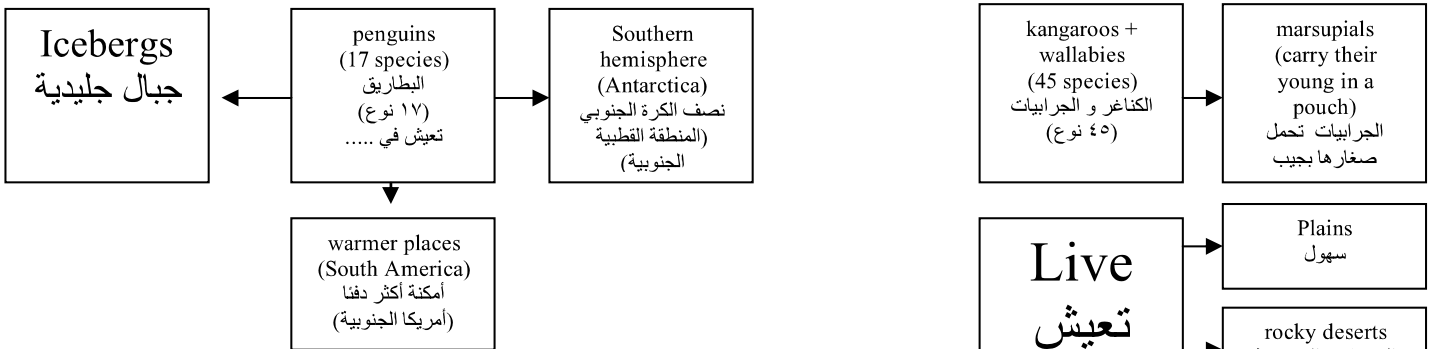 Icebergs
جبال جليدية
penguins
(17 species)
البطاريق
(١٧ نوع)
تعيش في .....
Southern
hemisphere
(Antarctica)
نصف الكرة الجنوبي
(المنطقة القطبية
الجنوبية)
warmer places
(South America)
أمكنة أكثر دفئا
(أمريكا الجنوبية)
kangaroos +
wallabies
(45 species)
الكناغر و الجرابيات
(٤٥ نوع)
marsupials
(carry their
young in a
pouch)
الجرابيات تحمل
صغارها بجيب
Live
تعيش
Plains
سهول
rocky deserts